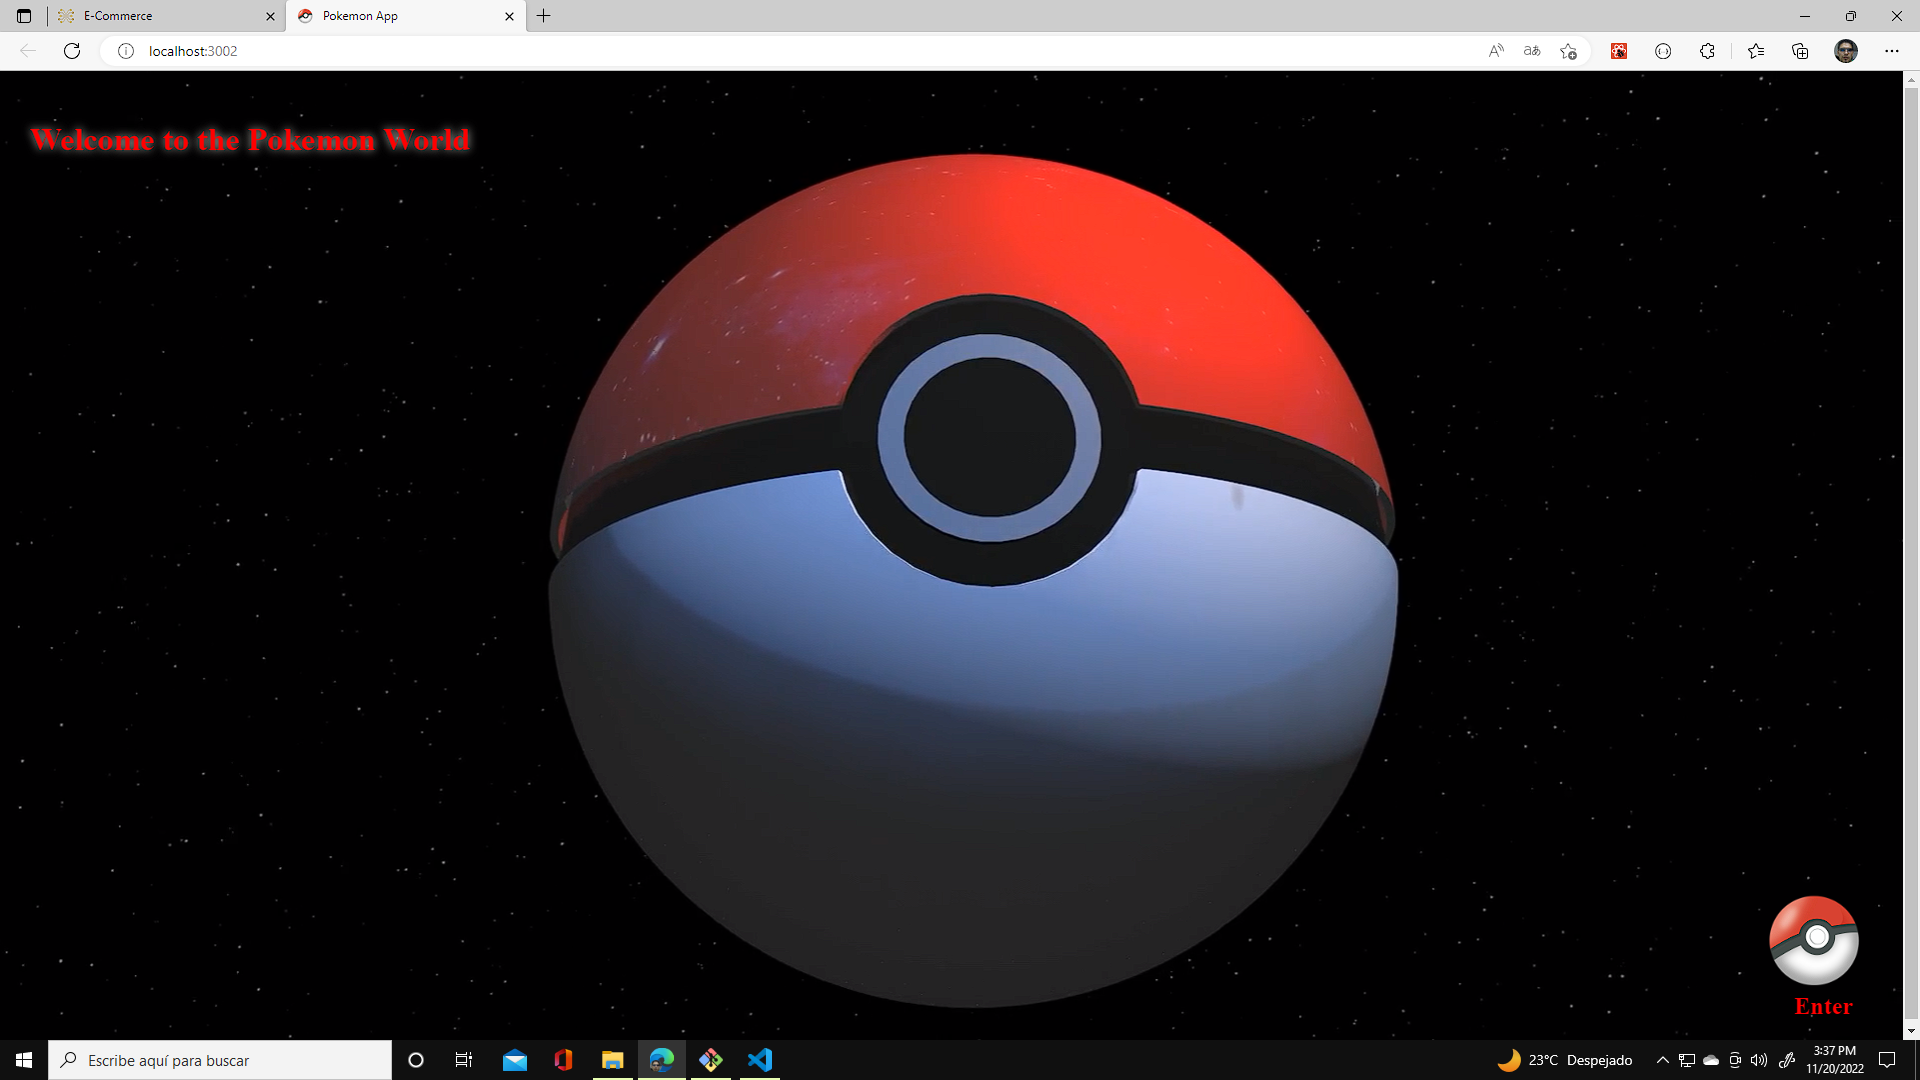 E-Commerce
Pokemon App
localhost:3002
Welcome to the Pokemon World
Enter
Escribe aquí para buscar
23°C Despejado
3:37 PM
11/20/2022